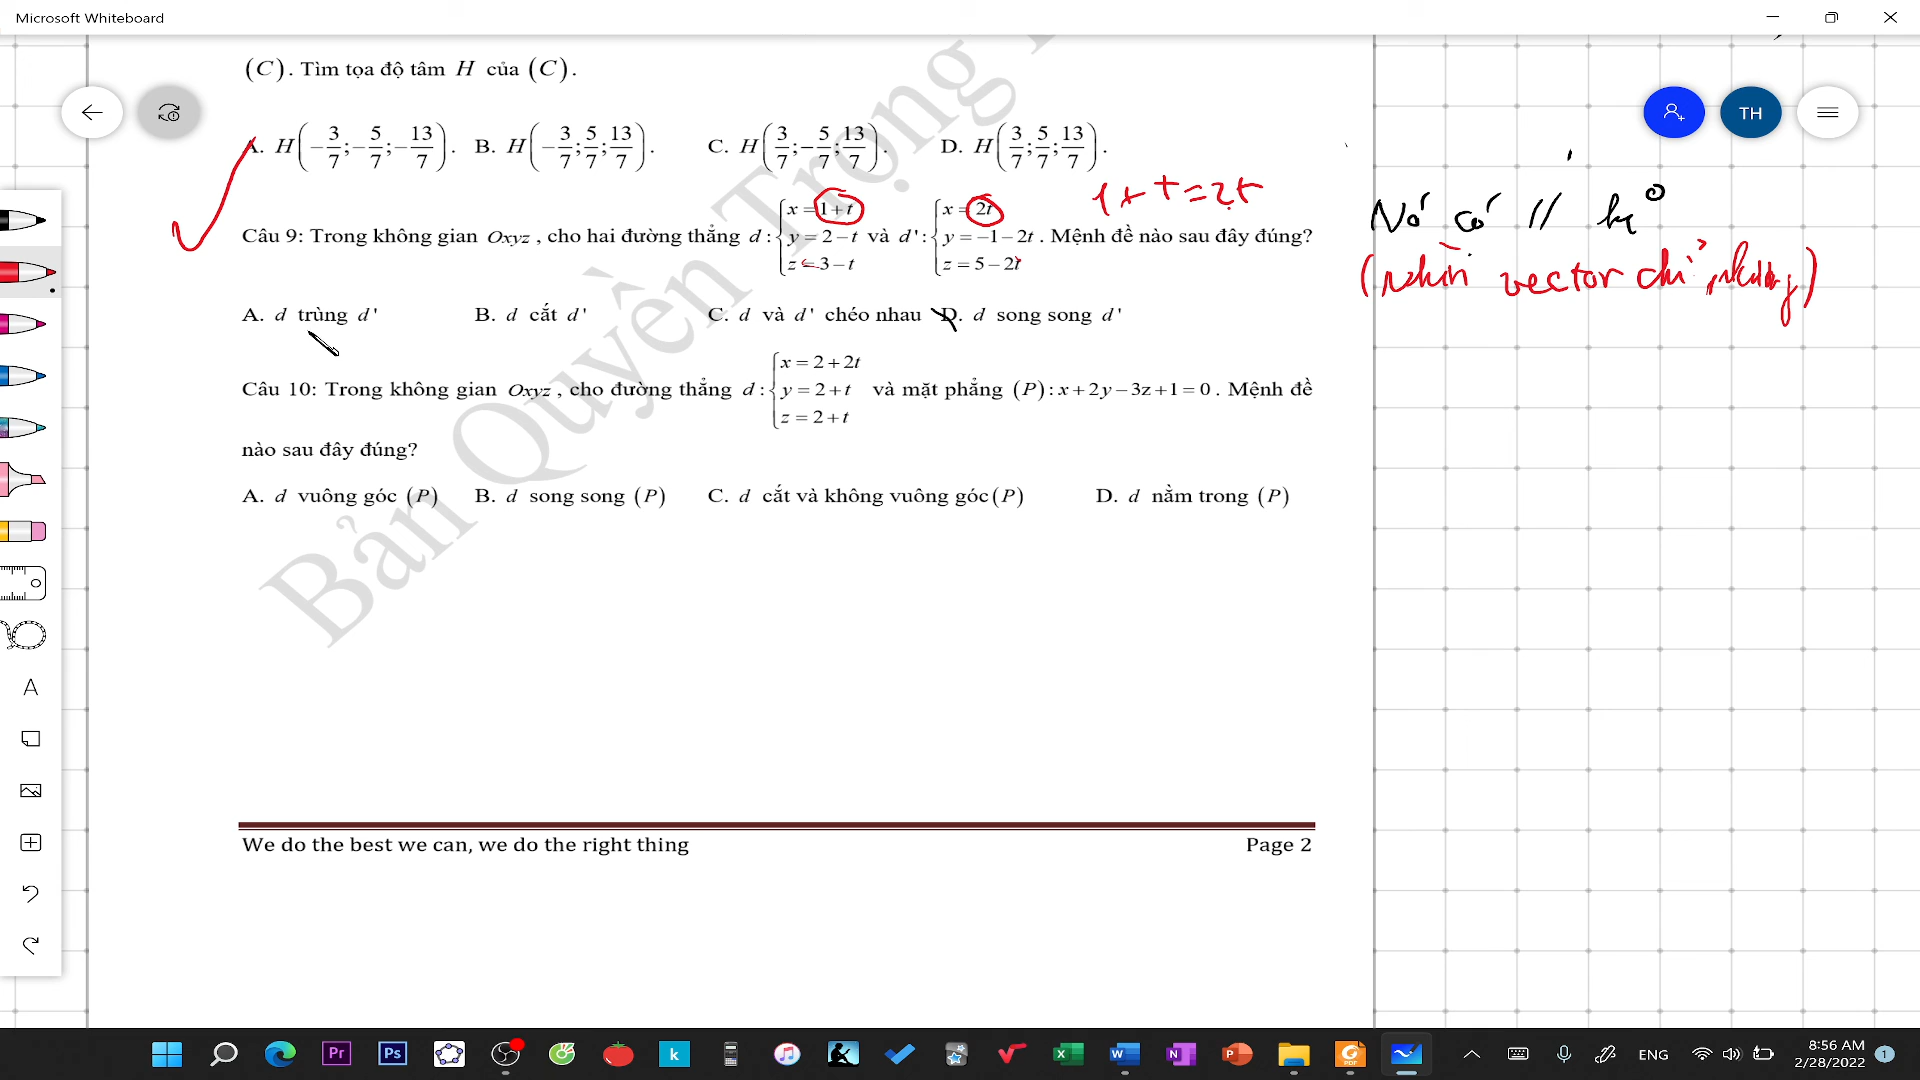 Microsoft Whiteboard
(C). Tìm tọa độ tâm H của (C).
TH
A. H(-3/7;-5/7;-13/7). B. H(-3/7;5/7;13/7). C. H(3/7;-5/7;13/7). D. H(3/7;5/7;13/7).
1+t=2t
Nó có // k°
Câu 9: Trong không gian Oxyz, cho hai đường thẳng d: {x=1+t y=2-t z=3-t và d': {x=2t y=-1-2t z=5-2t. Mệnh đề nào sau đây đúng?
(nhìn vector chỉ phương)
A. d trùng d' B. d cắt d' C. d và d' chéo nhau D. d song song d'
Câu 10: Trong không gian Oxyz, cho đường thẳng d: {x=2+2t y=2+t z=2+t và mặt phẳng (P):x+2y-3z+1=0. Mệnh đề
nào sau đây đúng?
A. d vuông góc (P) B. d song song (P) C. d cắt và không vuông góc(P) D. d nằm trong (P)
Bản Quyền Trọng
We do the best we can, we do the right thing Page 2
A
Pr Ps k ENG 8:56 AM
2/28/2022 1